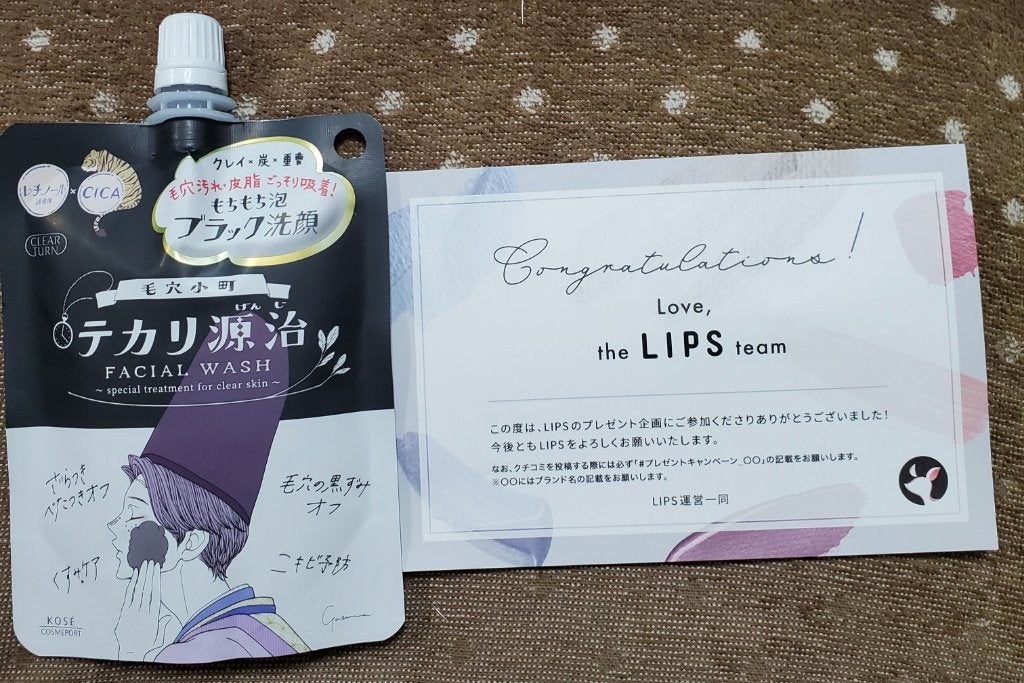 レチノール
誘導体
×
CICA
CLEAR
TURN
クレイ×炭×重曹
毛穴汚れ・皮脂ごっそり吸着!
もちもち泡
ブラック洗顔
毛穴小町
げんじ
テカリ源治
FACIAL WASH
~ special treatment for clear skin ~
ざらつき
べたつきオフ
毛穴の黒ずみ
オフ
くすみケア
ニキビ予防
KOSÉ
COSMEPORT
Congratulations!
Love,
the LIPS team
この度は、LIPSのプレゼント企画にご参加くださりありがとうございました!
今後ともLIPSをよろしくお願いいたします。
なお、クチコミを投稿する際には必ず「#プレゼントキャンペーン_〇〇」の記載をお願いします。
※〇〇にはブランド名の記載をお願いします。
LIPS運営一同